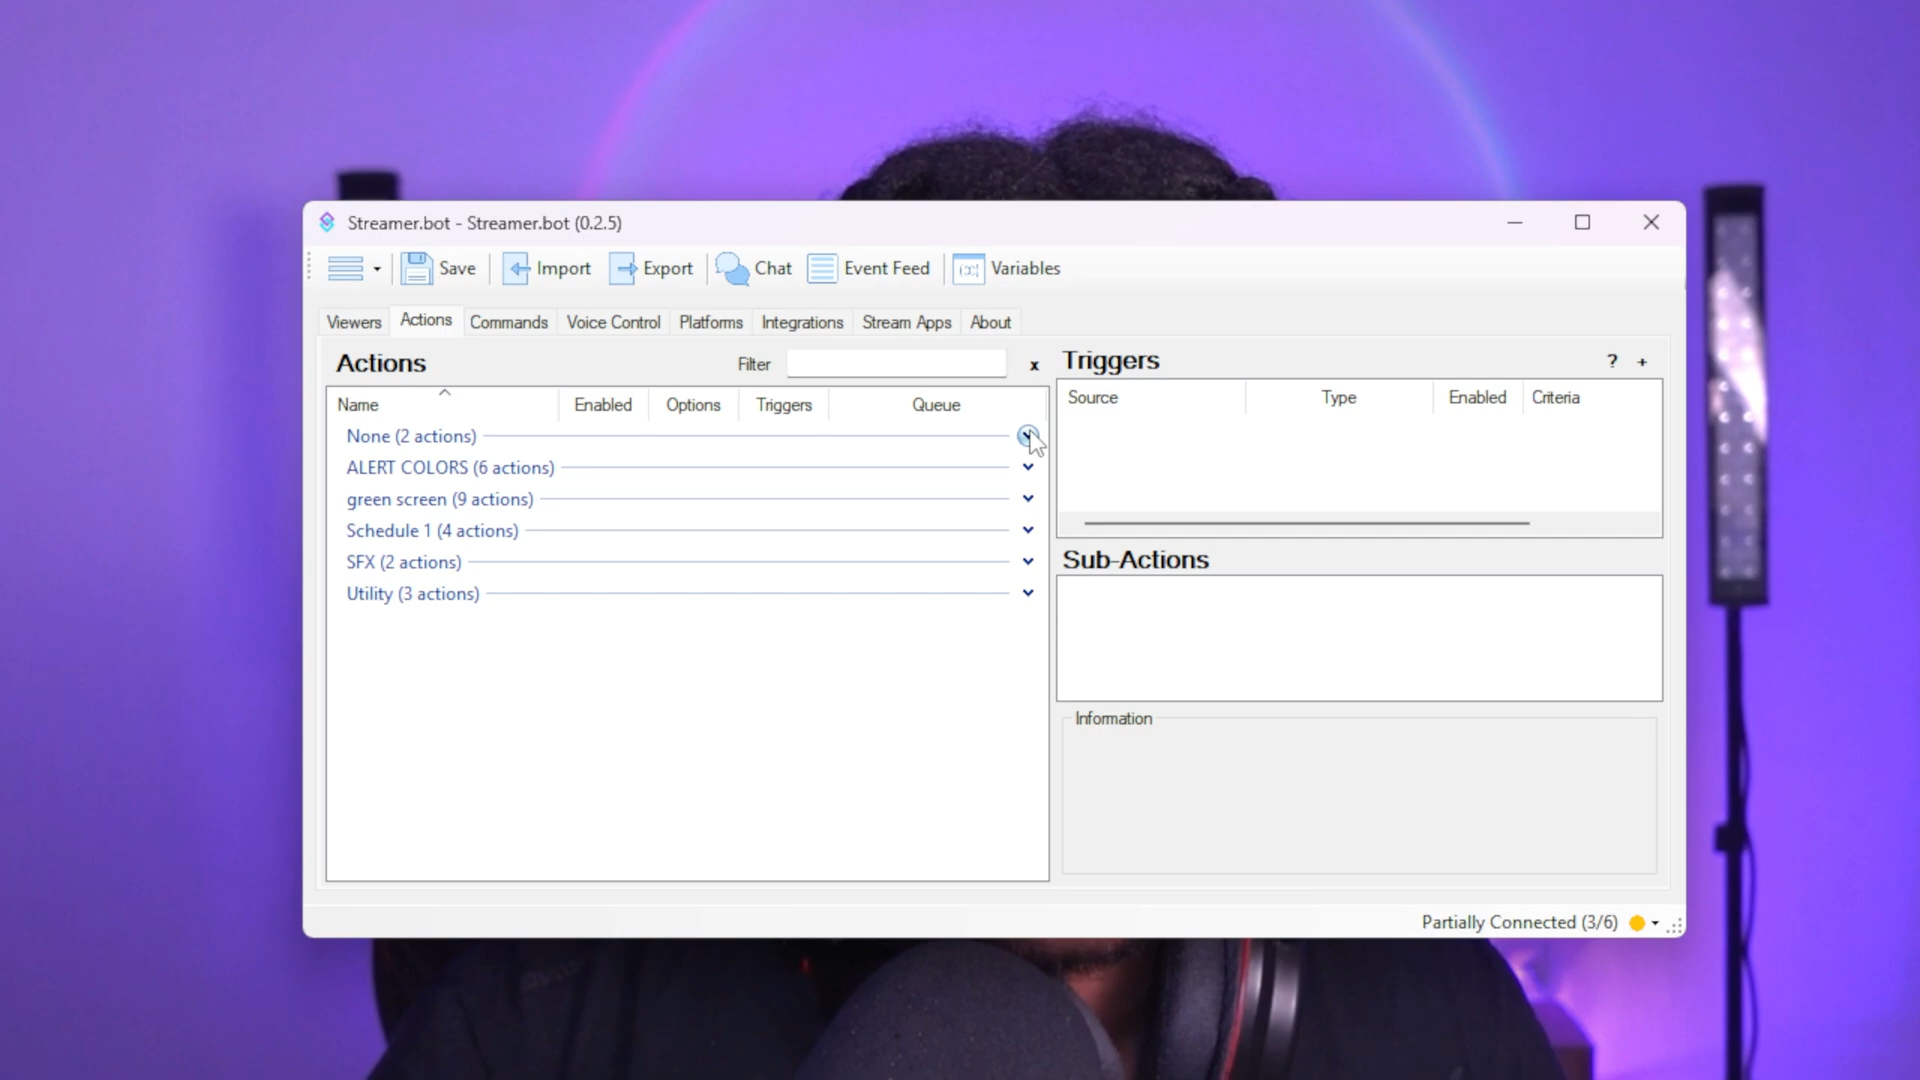 Streamer.bot - Streamer.bot (0.2.5)
Save
Import
Export
Chat
Event Feed
(x)
Variables
Viewers
Actions
Commands
Voice Control
Platforms
Integrations
Stream Apps
About
Actions
Filter
x
Triggers
?
+
Name
Enabled
Options
Triggers
Queue
Source
Type
Enabled
Criteria
None (2 actions)
ALERT COLORS (6 actions)
green screen (9 actions)
Schedule 1 (4 actions)
SFX (2 actions)
Utility (3 actions)
Sub-Actions
Information
Partially Connected (3/6)